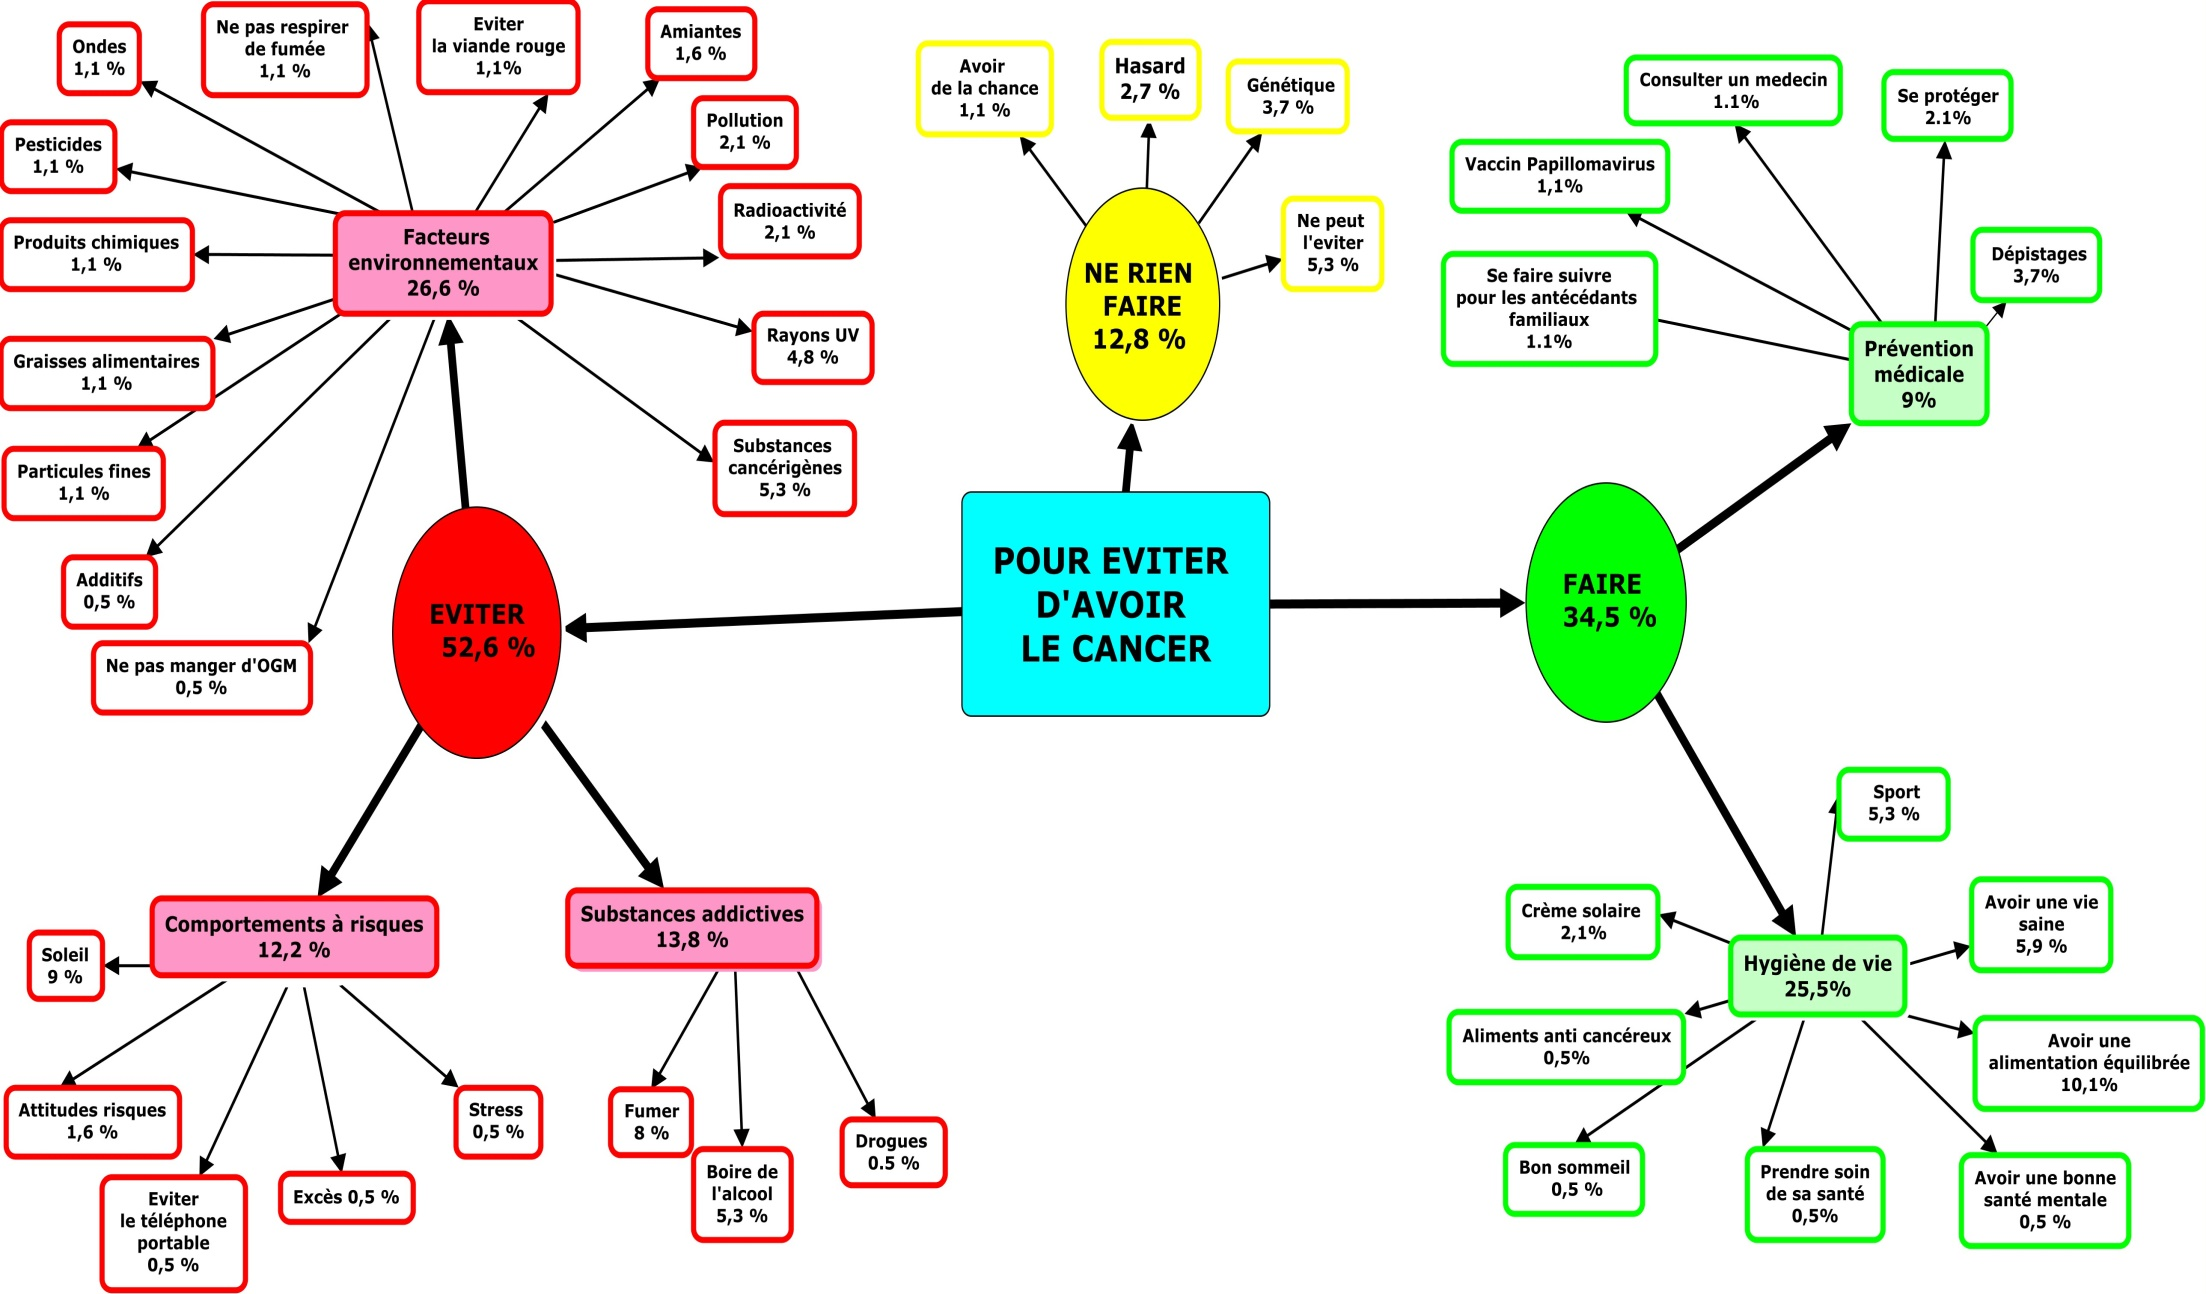 Ondes
1,1 %
Ne pas respirer
de fumée
1,1 %
Eviter
la viande rouge
1,1%
Amiantes
1,6 %
Pesticides
1,1 %
Pollution
2,1 %
Produits chimiques
1,1 %
Facteurs
environnementaux
26,6 %
Radioactivité
2,1 %
Graisses alimentaires
1,1 %
Rayons UV
4,8 %
Particules fines
1,1 %
Substances
cancérigènes
5,3 %
Additifs
0,5 %
Ne pas manger d'OGM
0,5 %
EVITER
52,6 %
Comportements à risques
12,2 %
Soleil
9 %
Attitudes risques
1,6 %
Eviter
le téléphone
portable
0,5 %
Excès 0,5 %
Stress
0,5 %
Substances addictives
13,8 %
Fumer
8 %
Boire de
l'alcool
5,3 %
Drogues
0.5 %
Avoir
de la chance
1,1 %
Hasard
2,7 %
Génétique
3,7 %
Ne peut
l'eviter
5,3 %
NE RIEN
FAIRE
12,8 %
POUR EVITER
D'AVOIR
LE CANCER
FAIRE
34,5 %
Consulter un medecin
1.1%
Se protéger
2.1%
Vaccin Papillomavirus
1,1%
Se faire suivre
pour les antécédants
familiaux
1.1%
Dépistages
3,7%
Prévention
médicale
9%
Sport
5,3 %
Crème solaire
2,1%
Avoir une vie
saine
5,9 %
Hygiène de vie
25,5%
Aliments anti cancéreux
0,5%
Avoir une
alimentation équilibrée
10,1%
Bon sommeil
0,5 %
Prendre soin
de sa santé
0,5%
Avoir une bonne
santé mentale
0,5 %